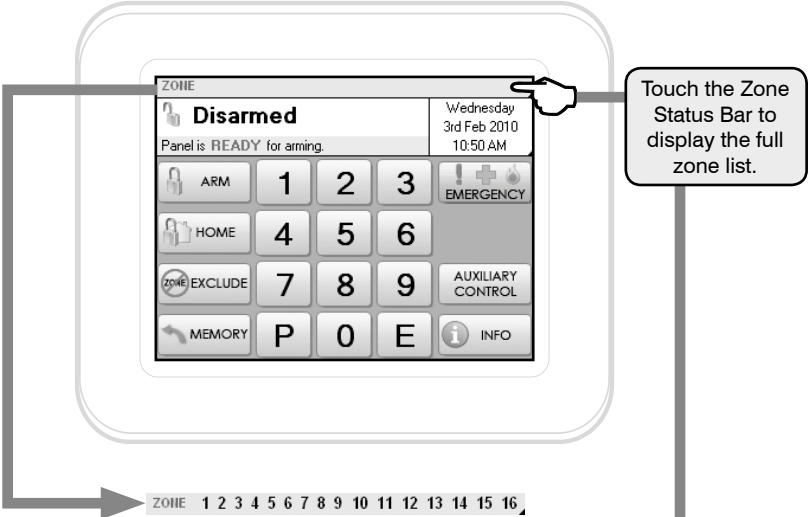 ZONE
Disarmed
Panel is READY for arming.
Wednesday
3rd Feb 2010
10:50 AM
ARM 1 2 3 EMERGENCY
HOME 4 5 6
ZONE EXCLUDE 7 8 9 AUXILIARY CONTROL
MEMORY P 0 E i INFO
Touch the Zone
Status Bar to
display the full
zone list.
ZONE 1 2 3 4 5 6 7 8 9 10 11 12 13 14 15 16